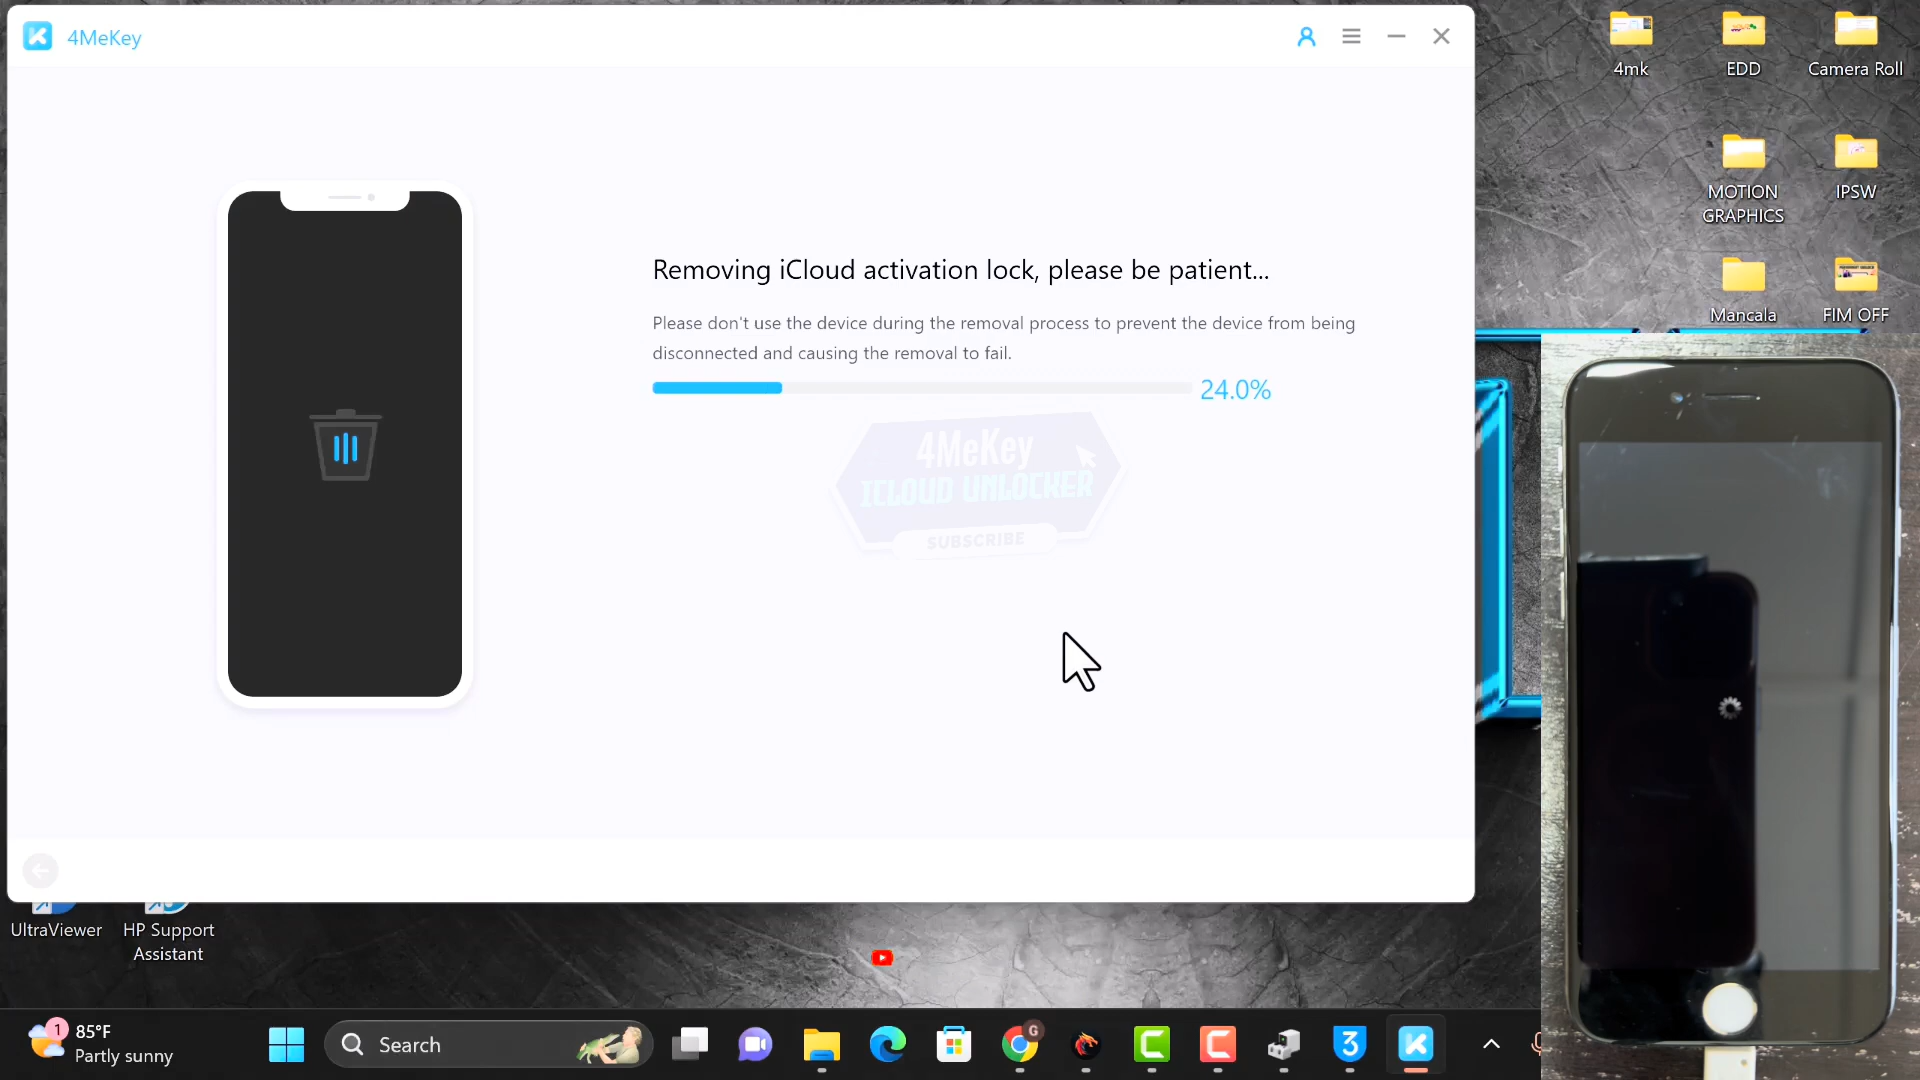 4MeKey
4mk
EDD
Camera Roll
MOTION
GRAPHICS
IPSW
Mancala
FIM OFF
Removing iCloud activation lock, please be patient...
Please don't use the device during the removal process to prevent the device from being
disconnected and causing the removal to fail.
24.0%
4MeKey
ICLOUD UNLOCKER
SUBSCRIBE
UltraViewer
HP Support
Assistant
1
85°F
Partly sunny
Search
G
3